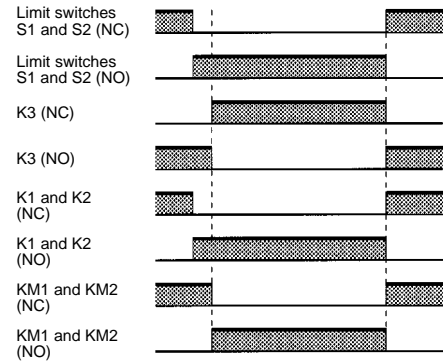 Limit switches
S1 and S2 (NC)
Limit switches
S1 and S2 (NO)
K3 (NC)
K3 (NO)
K1 and K2
(NC)
K1 and K2
(NO)
KM1 and KM2
(NC)
KM1 and KM2
(NO)